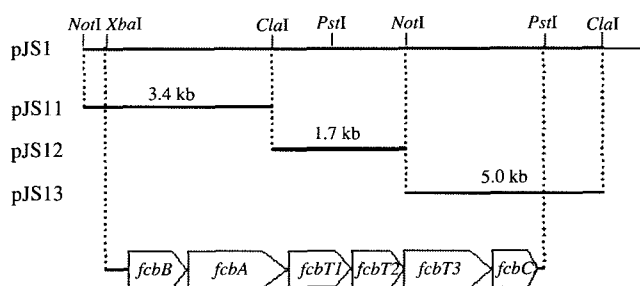 NotI XbaI ClaI PstI NotI PstI ClaI
pJS1
3.4 kb
pJS11
1.7 kb
pJS12
5.0 kb
pJS13
fcbB fcbA fcbT1 fcbT2 fcbT3 fcbC